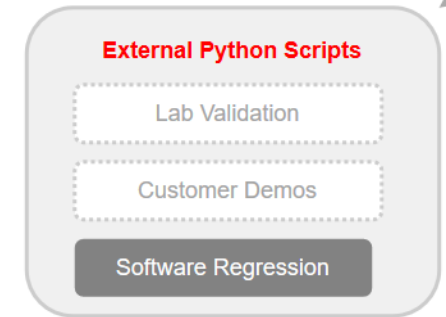 External Python Scripts
Lab Validation
Customer Demos
Software Regression